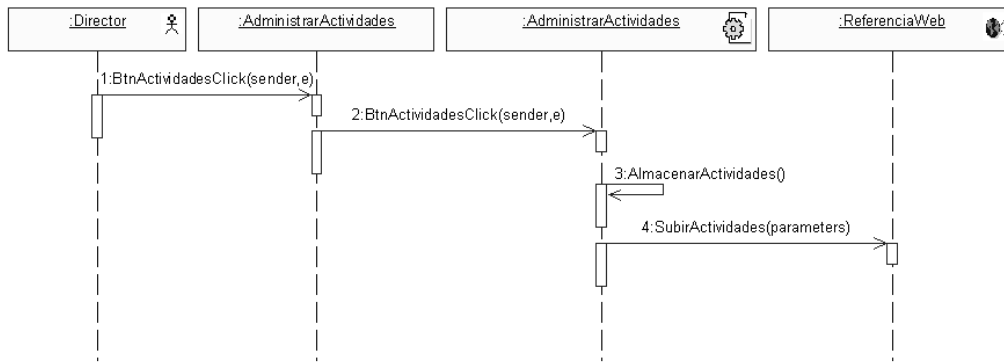 :Director
:AdministrarActividades
:AdministrarActividades
:ReferenciaWeb
1:BtnActividadesClick(sender,e)
2:BtnActividadesClick(sender,e)
3:AlmacenarActividades()
4:SubirActividades(parameters)